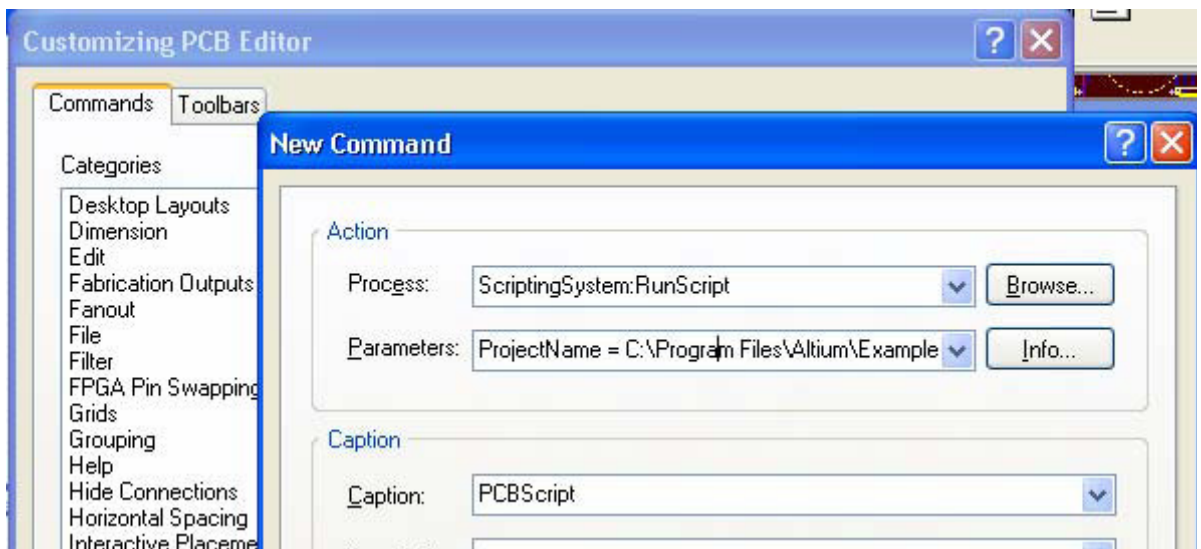 Customizing PCB Editor
Commands
Toolbars
New Command
Categories
Desktop Layouts
Dimension
Edit
Fabrication Outputs
Fanout
File
Filter
FPGA Pin Swapping
Grids
Grouping
Help
Hide Connections
Horizontal Spacing
Interactive Placeme
Action
Process:
ScriptingSystem:RunScript
Browse...
Parameters:
ProjectName = C:\Program Files\Altium\Example
Info...
Caption
Caption:
PCBScript